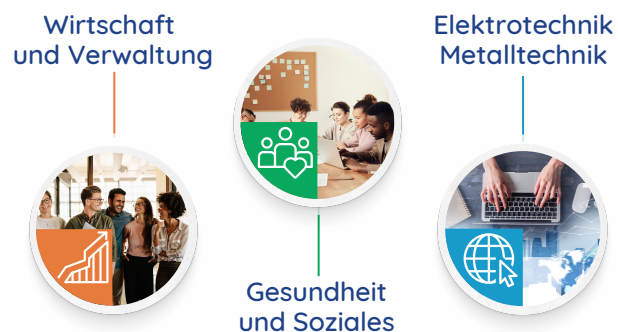 Wirtschaft
und Verwaltung
Elektrotechnik
Metalltechnik
Gesundheit
und Soziales